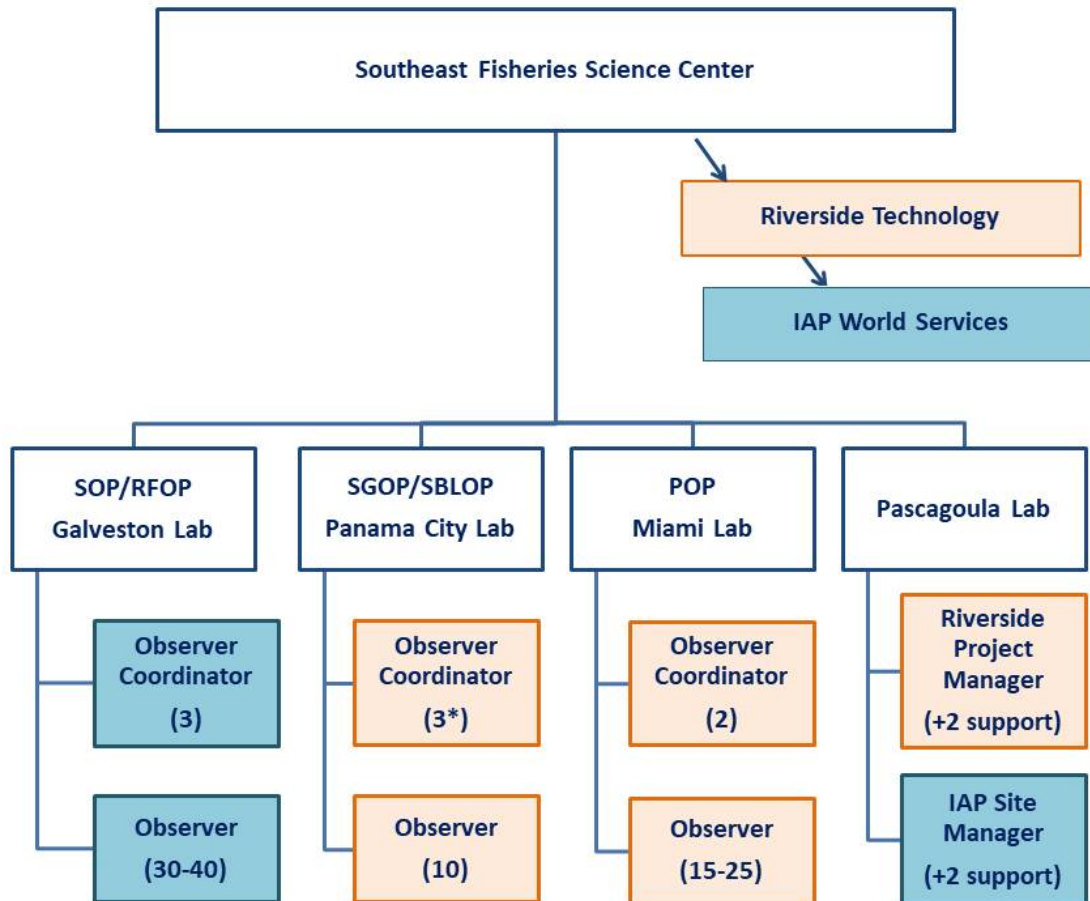 Southeast Fisheries Science Center
Riverside Technology
IAP World Services
SOP/RFOP
Galveston Lab
SGOP/SBLOP
Panama City Lab
POP
Miami Lab
Pascagoula Lab
Observer
Coordinator
(3)
Observer
Coordinator
(3*)
Observer
Coordinator
(2)
Riverside
Project
Manager
(+2 support)
Observer
(30-40)
Observer
(10)
Observer
(15-25)
IAP Site
Manager
(+2 support)